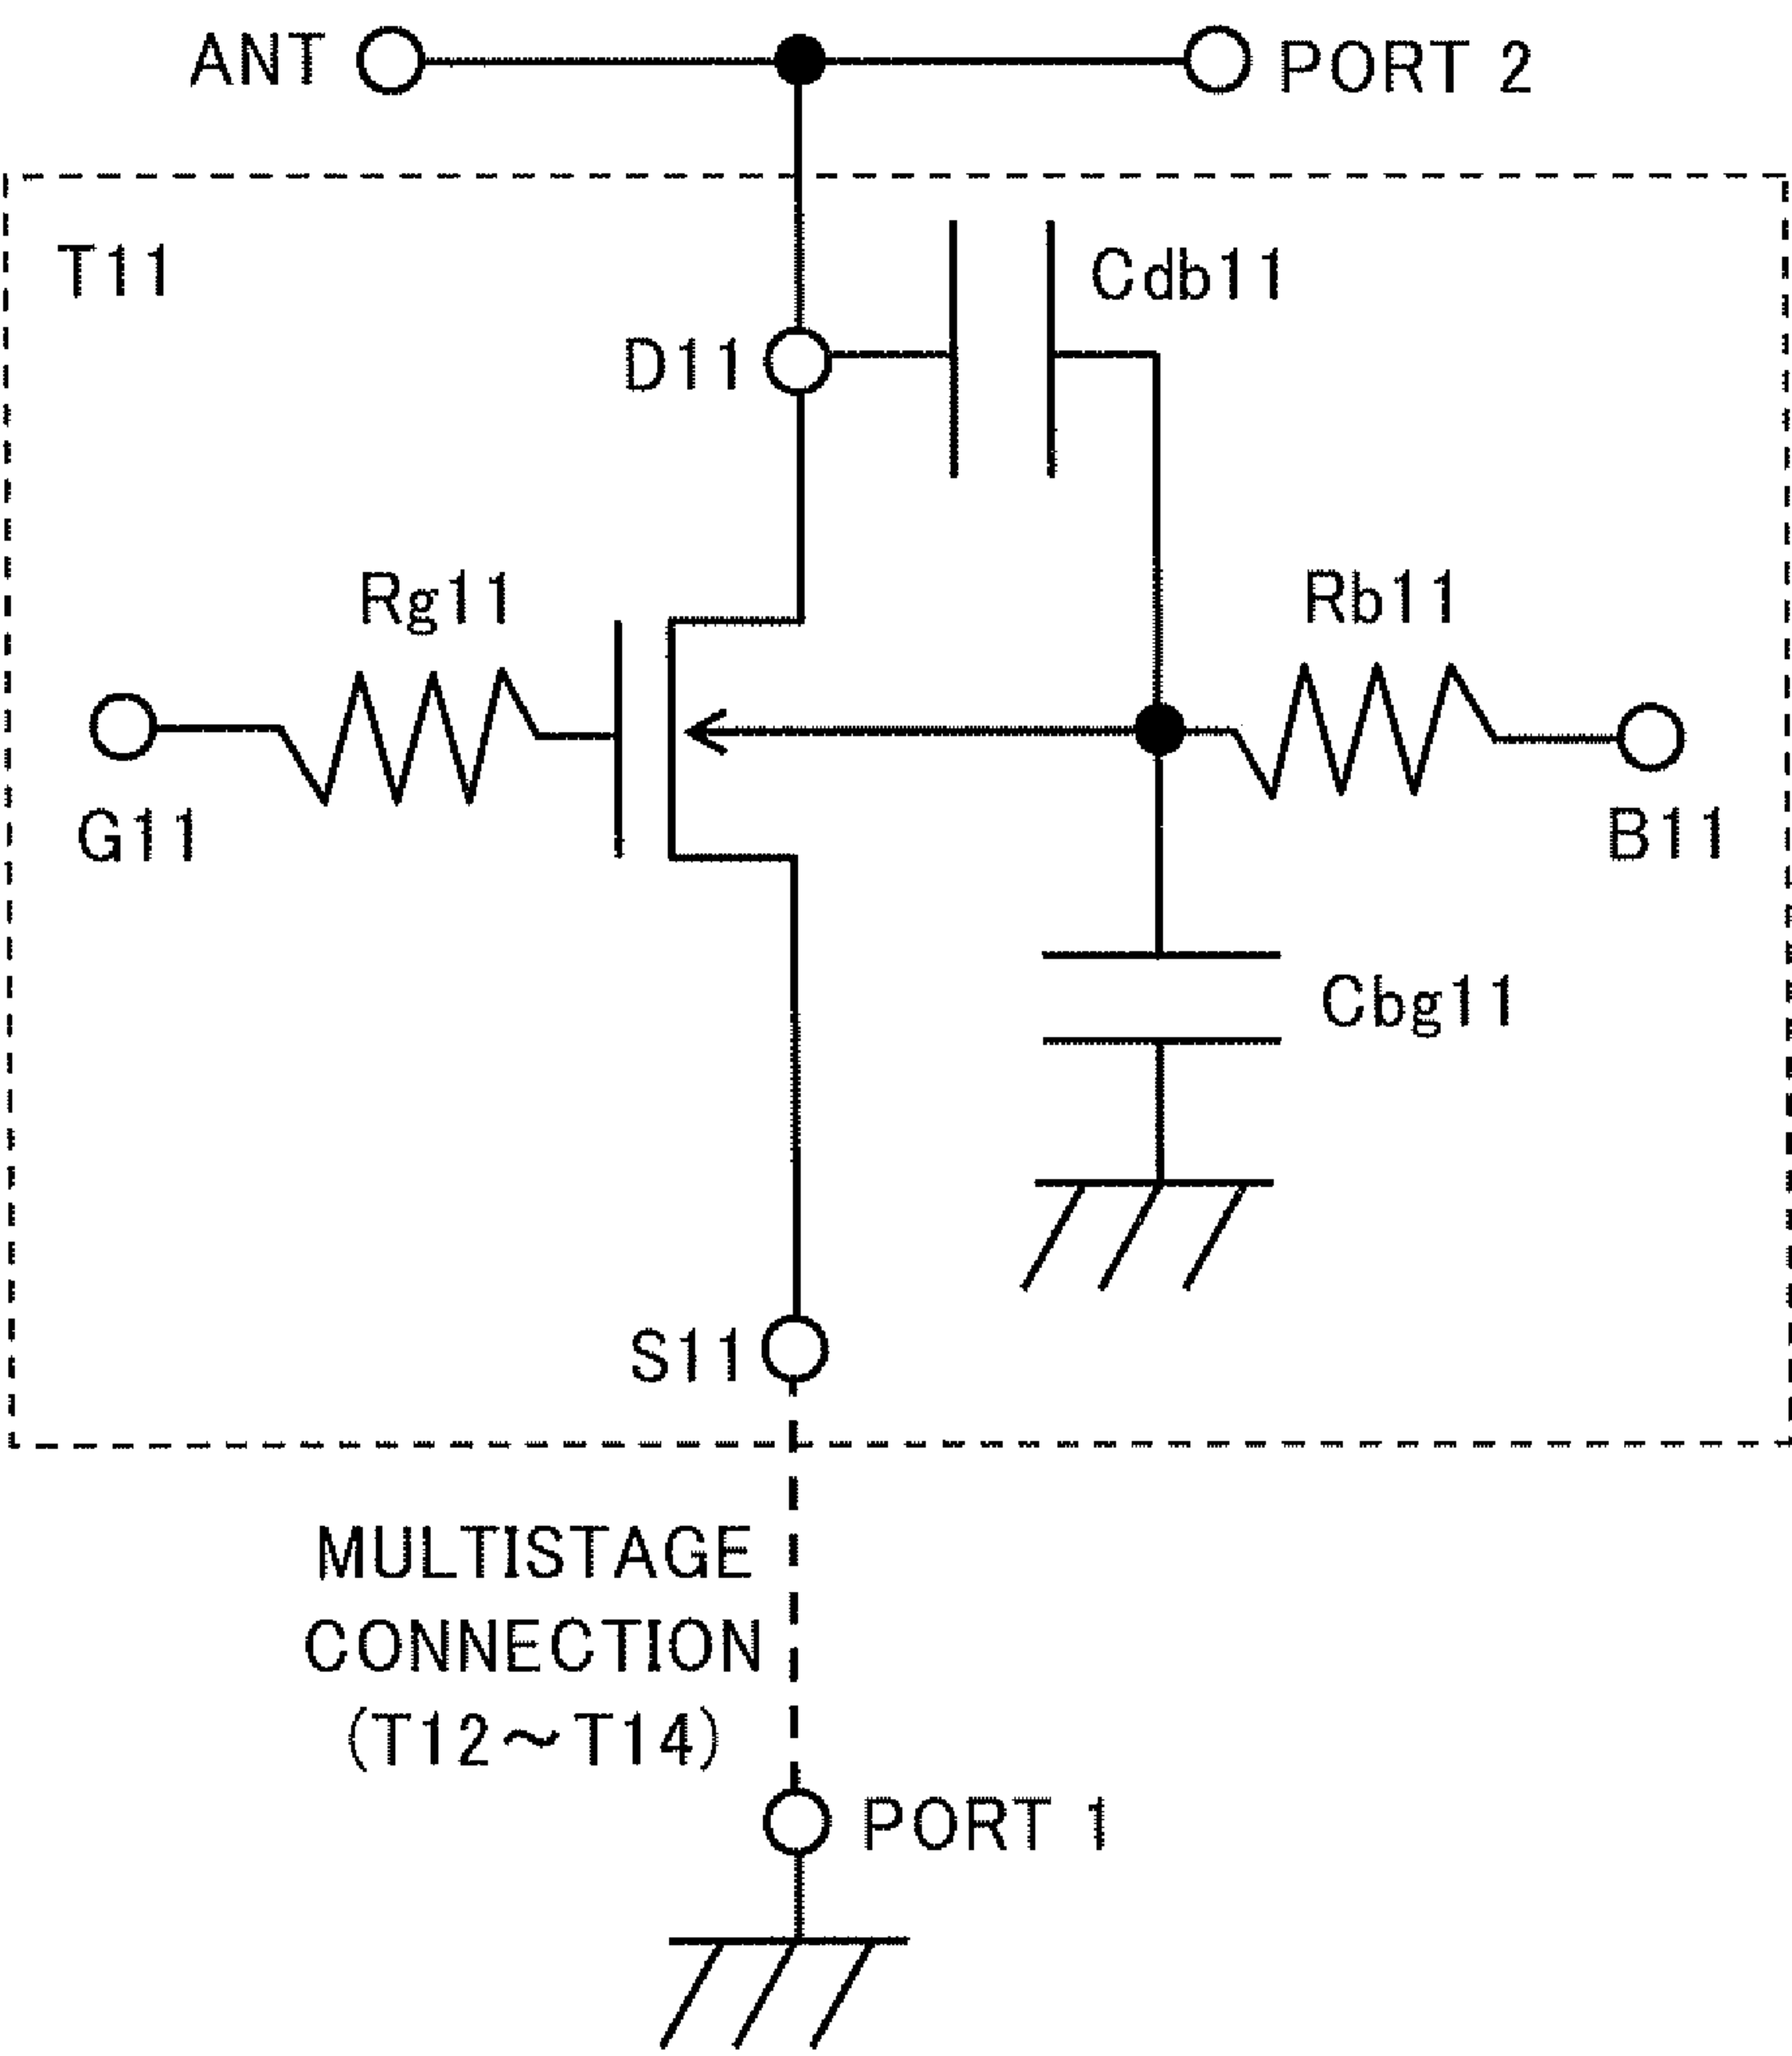 ANT
PORT 2
T11
Cdb11
D11
Rg11
Rb11
G11
B11
Cbg11
S11
MULTISTAGE
CONNECTION
(T12～T14)
PORT 1